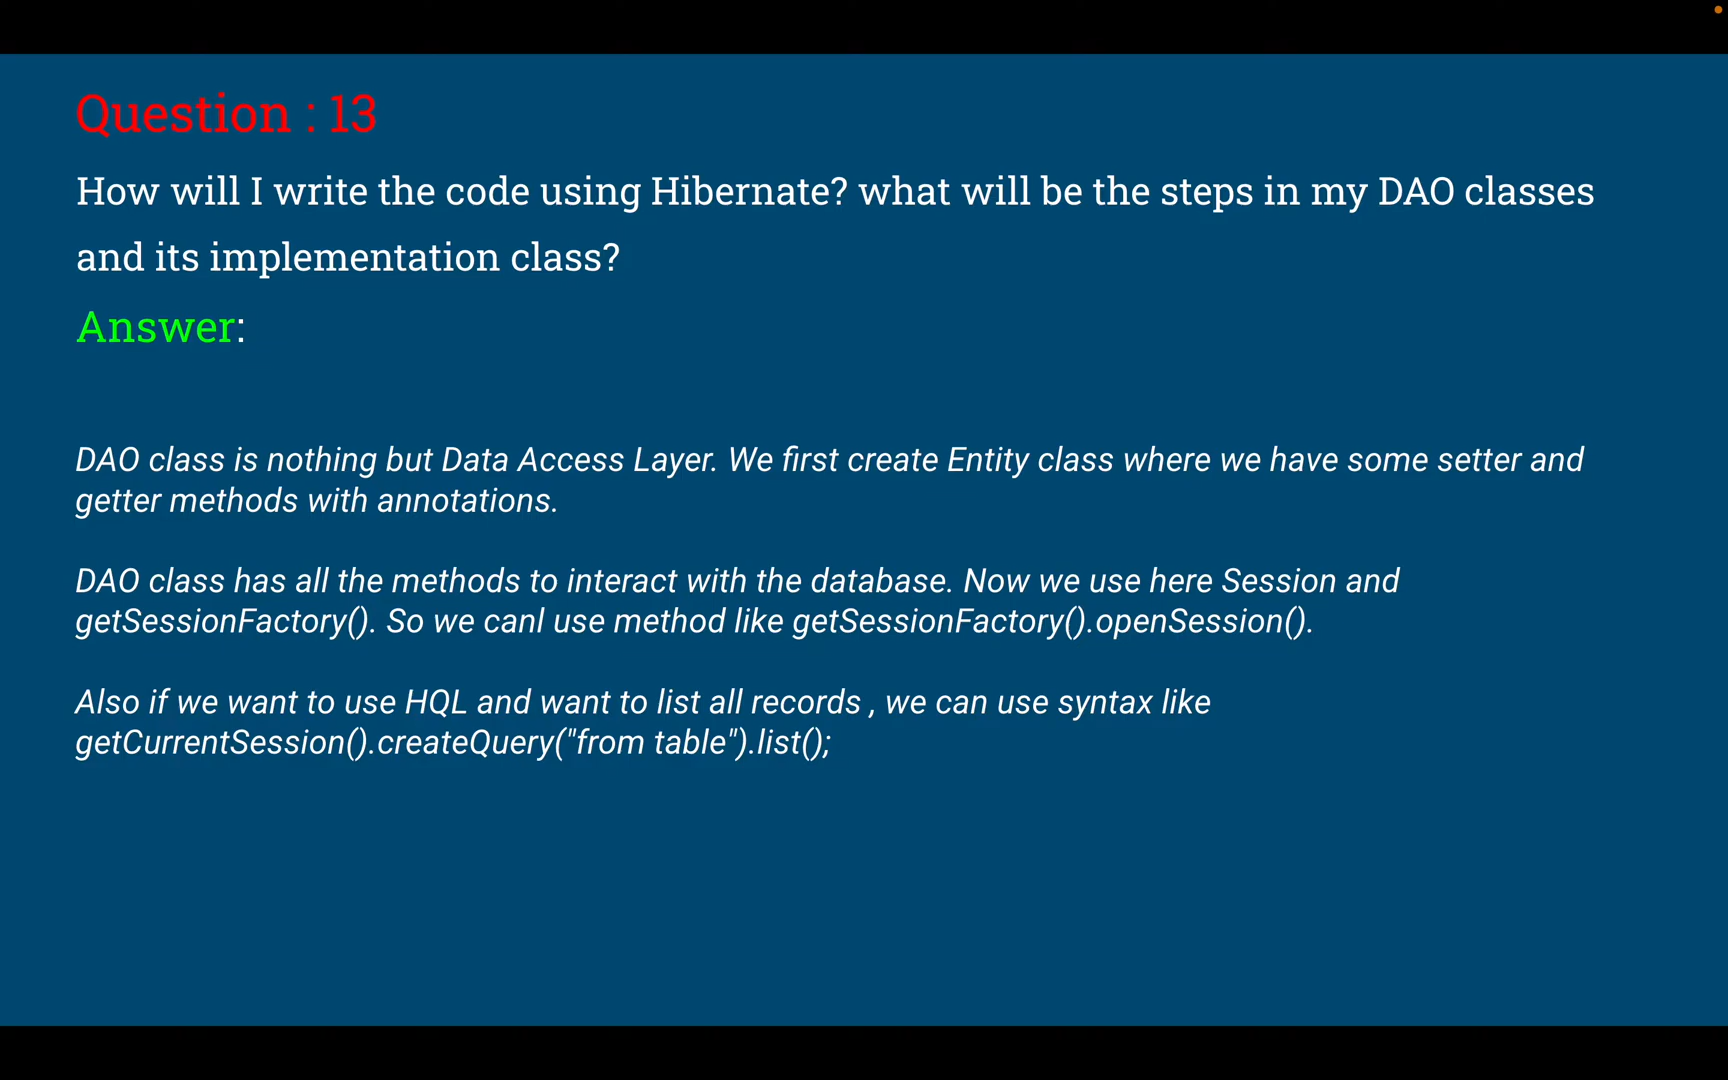 Question : 13
How will I write the code using Hibernate? what will be the steps in my DAO classes
and its implementation class?
Answer:
DAO class is nothing but Data Access Layer. We first create Entity class where we have some setter and
getter methods with annotations.
DAO class has all the methods to interact with the database. Now we use here Session and
getSessionFactory(). So we canl use method like getSessionFactory().openSession().
Also if we want to use HQL and want to list all records , we can use syntax like
getCurrentSession().createQuery("from table").list();